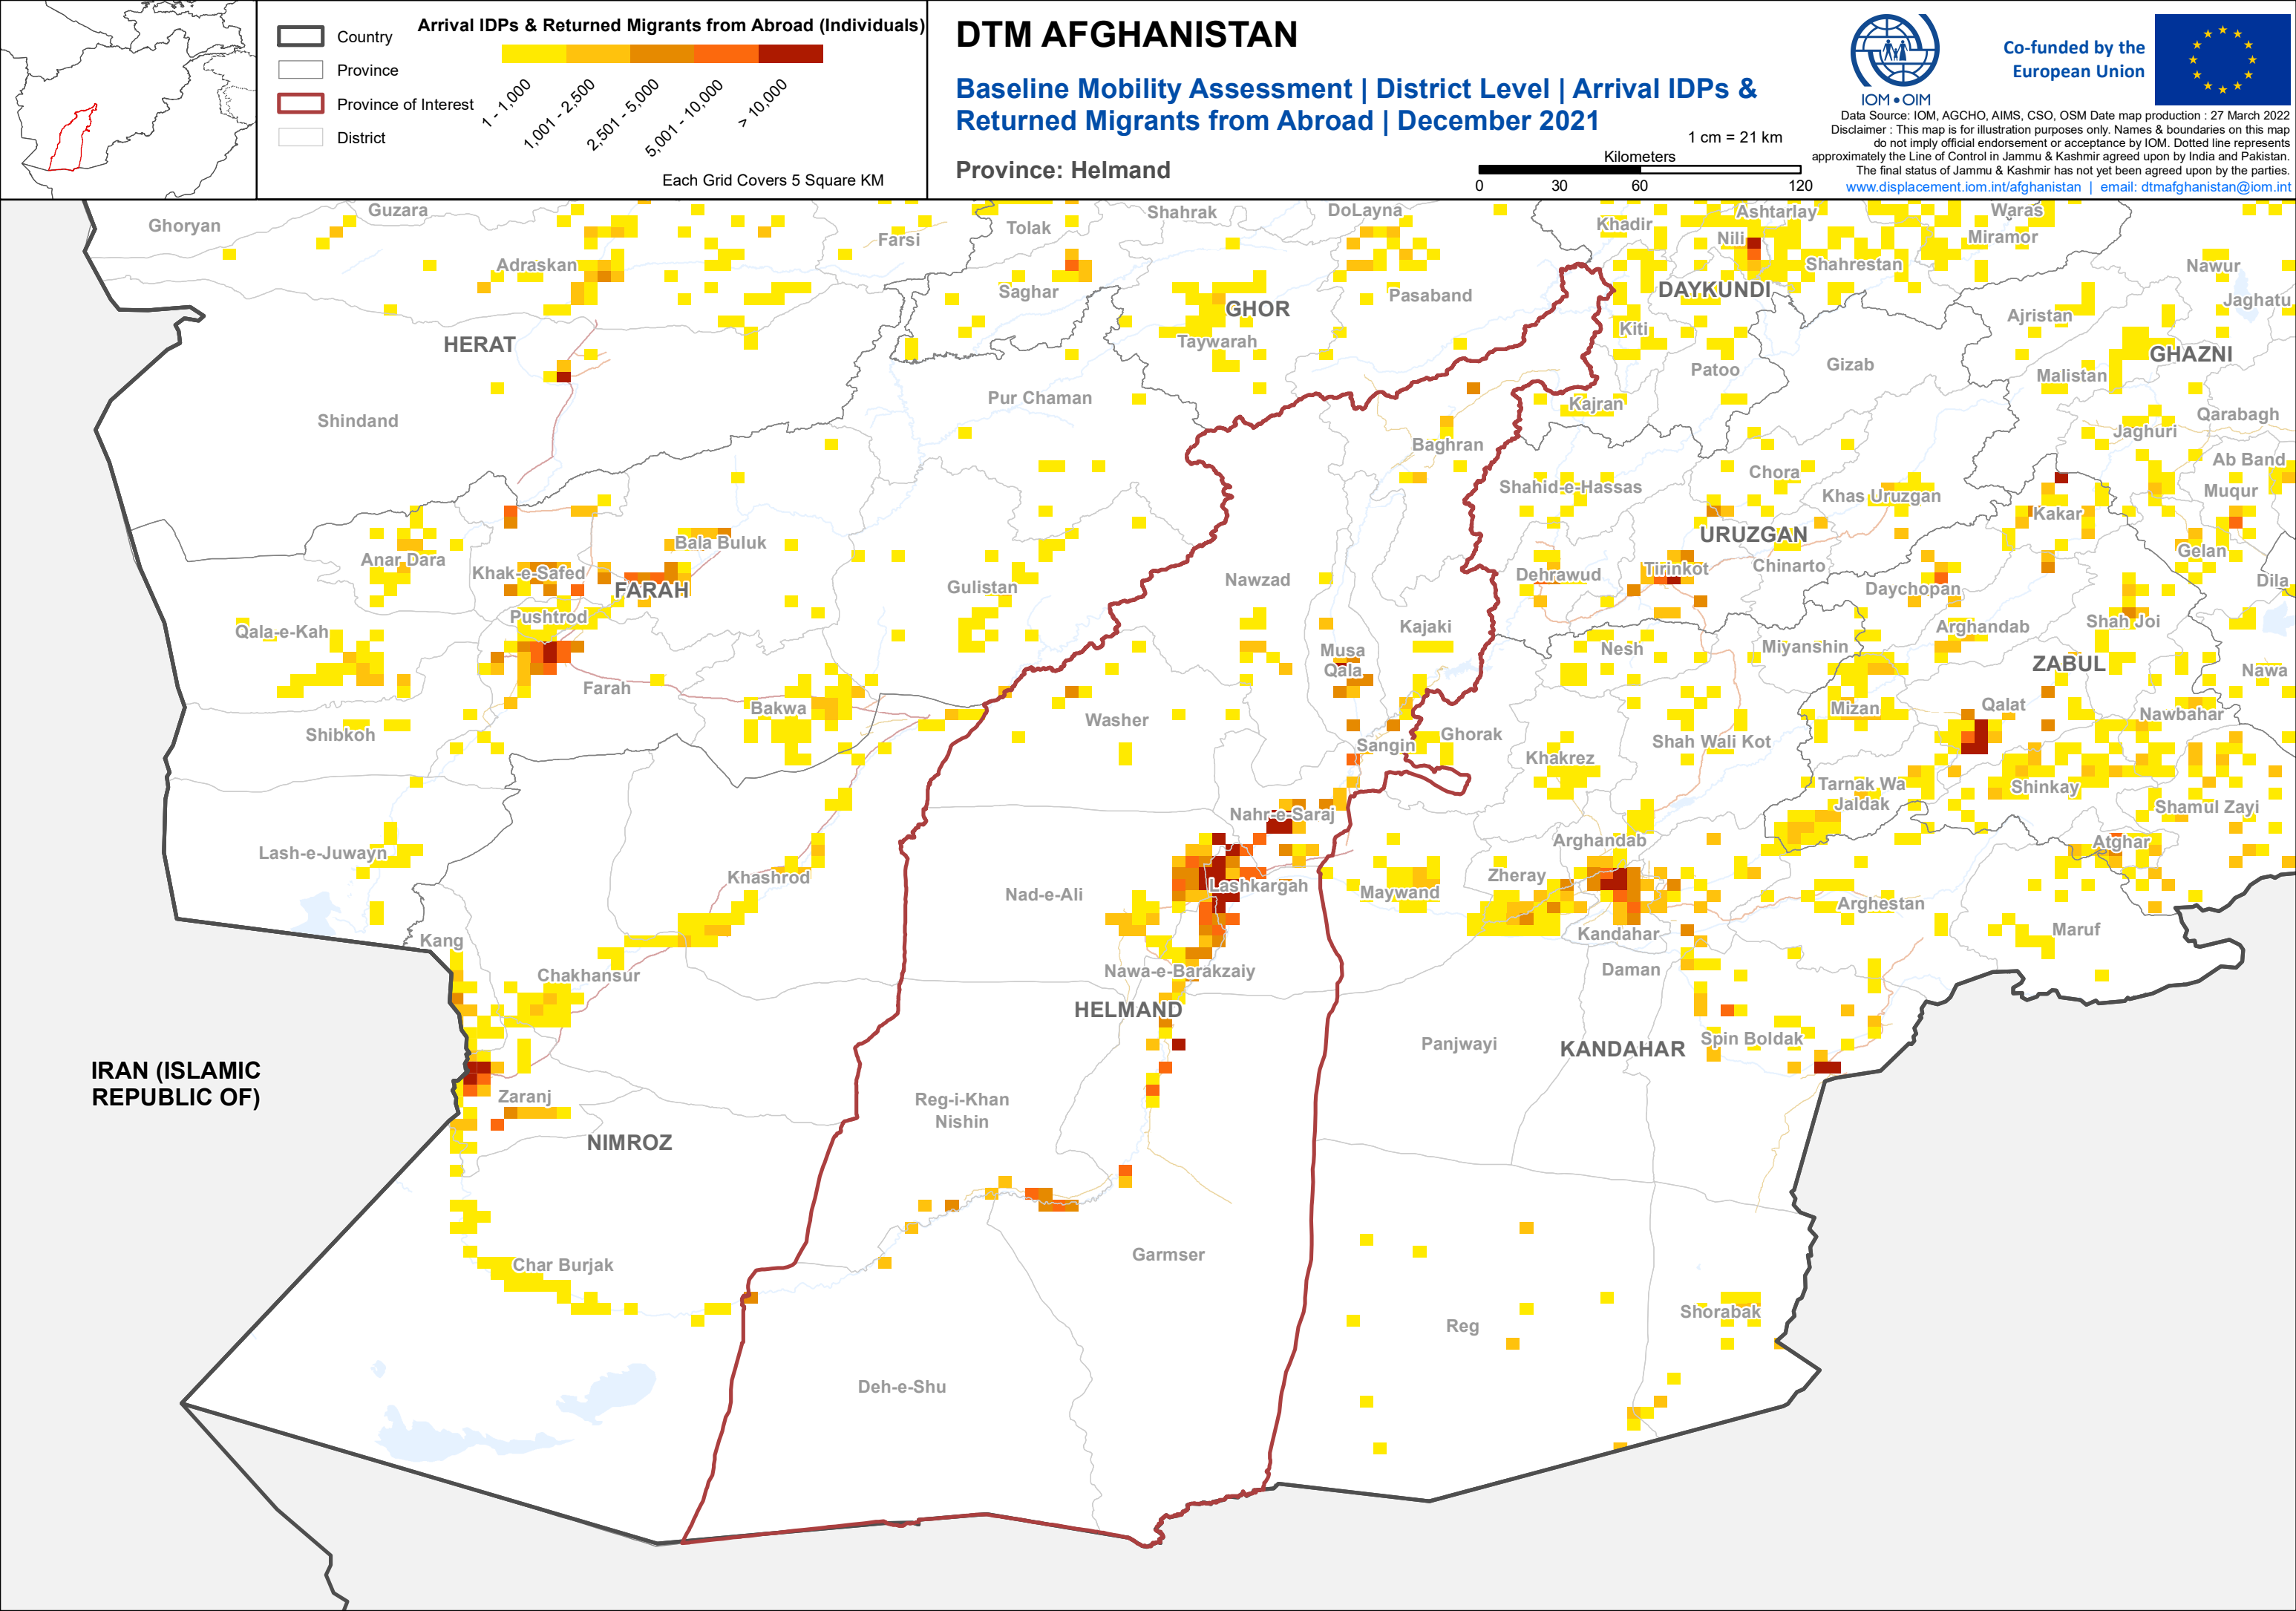 Country
Province
Province of Interest
District
Arrival IDPs & Returned Migrants from Abroad (Individuals)
1 - 1,000
1,001 - 2,500
2,501 - 5,000
5,001 - 10,000
> 10,000
Each Grid Covers 5 Square KM
DTM AFGHANISTAN
Baseline Mobility Assessment | District Level | Arrival IDPs &
Returned Migrants from Abroad | December 2021
Province: Helmand
1 cm = 21 km
Kilometers
0 30 60 120
IOM•OIM
Co-funded by the
European Union
Data Source: IOM, AGCHO, AIMS, CSO, OSM Date map production : 27 March 2022
Disclaimer : This map is for illustration purposes only. Names & boundaries on this map
do not imply official endorsement or acceptance by IOM. Dotted line represents
approximately the Line of Control in Jammu & Kashmir agreed upon by India and Pakistan.
The final status of Jammu & Kashmir has not yet been agreed upon by the parties.
www.displacement.iom.int/afghanistan | email: dtmafghanistan@iom.int
Ghoryan
Guzara
Farsi
Tolak
Shahrak
DoLayna
Khadir
Ashtarlay
Waras
Nili
Miramor
Adraskan
Saghar
Pasaband
Shahrestan
Nawur
DAYKUNDI
Jaghatu
GHOR
Ajristan
Kiti
HERAT
Taywarah
GHAZNI
Patoo
Gizab
Malistan
Pur Chaman
Kajran
Shindand
Qarabagh
Jaghuri
Baghran
Ab Band
Chora
Shahid-e-Hassas
Khas Uruzgan
Muqur
Kakar
URUZGAN
Bala Buluk
Gelan
Anar Dara
Khak-e-Safed
Chinarto
Tirinkot
Dehrawud
Nawzad
Dila
FARAH
Gulistan
Daychopan
Pushtrod
Shah Joi
Kajaki
Arghandab
Qala-e-Kah
Miyanshin
Nesh
Musa
Qala
ZABUL
Nawa
Farah
Qalat
Bakwa
Mizan
Nawbahar
Washer
Shibkoh
Ghorak
Shah Wali Kot
Sangin
Khakrez
Tarnak Wa
Jaldak
Shinkay
Shamul Zayi
Nahr-e-Saraj
Arghandab
Atghar
Lash-e-Juwayn
Khashrod
Zheray
Lashkargah
Maywand
Nad-e-Ali
Arghestan
Maruf
Kandahar
Kang
Daman
Nawa-e-Barakzaiy
Chakhansur
HELMAND
Spin Boldak
Panjwayi
KANDAHAR
IRAN (ISLAMIC
REPUBLIC OF)
Zaranj
Reg-i-Khan
Nishin
NIMROZ
Garmser
Char Burjak
Shorabak
Reg
Deh-e-Shu